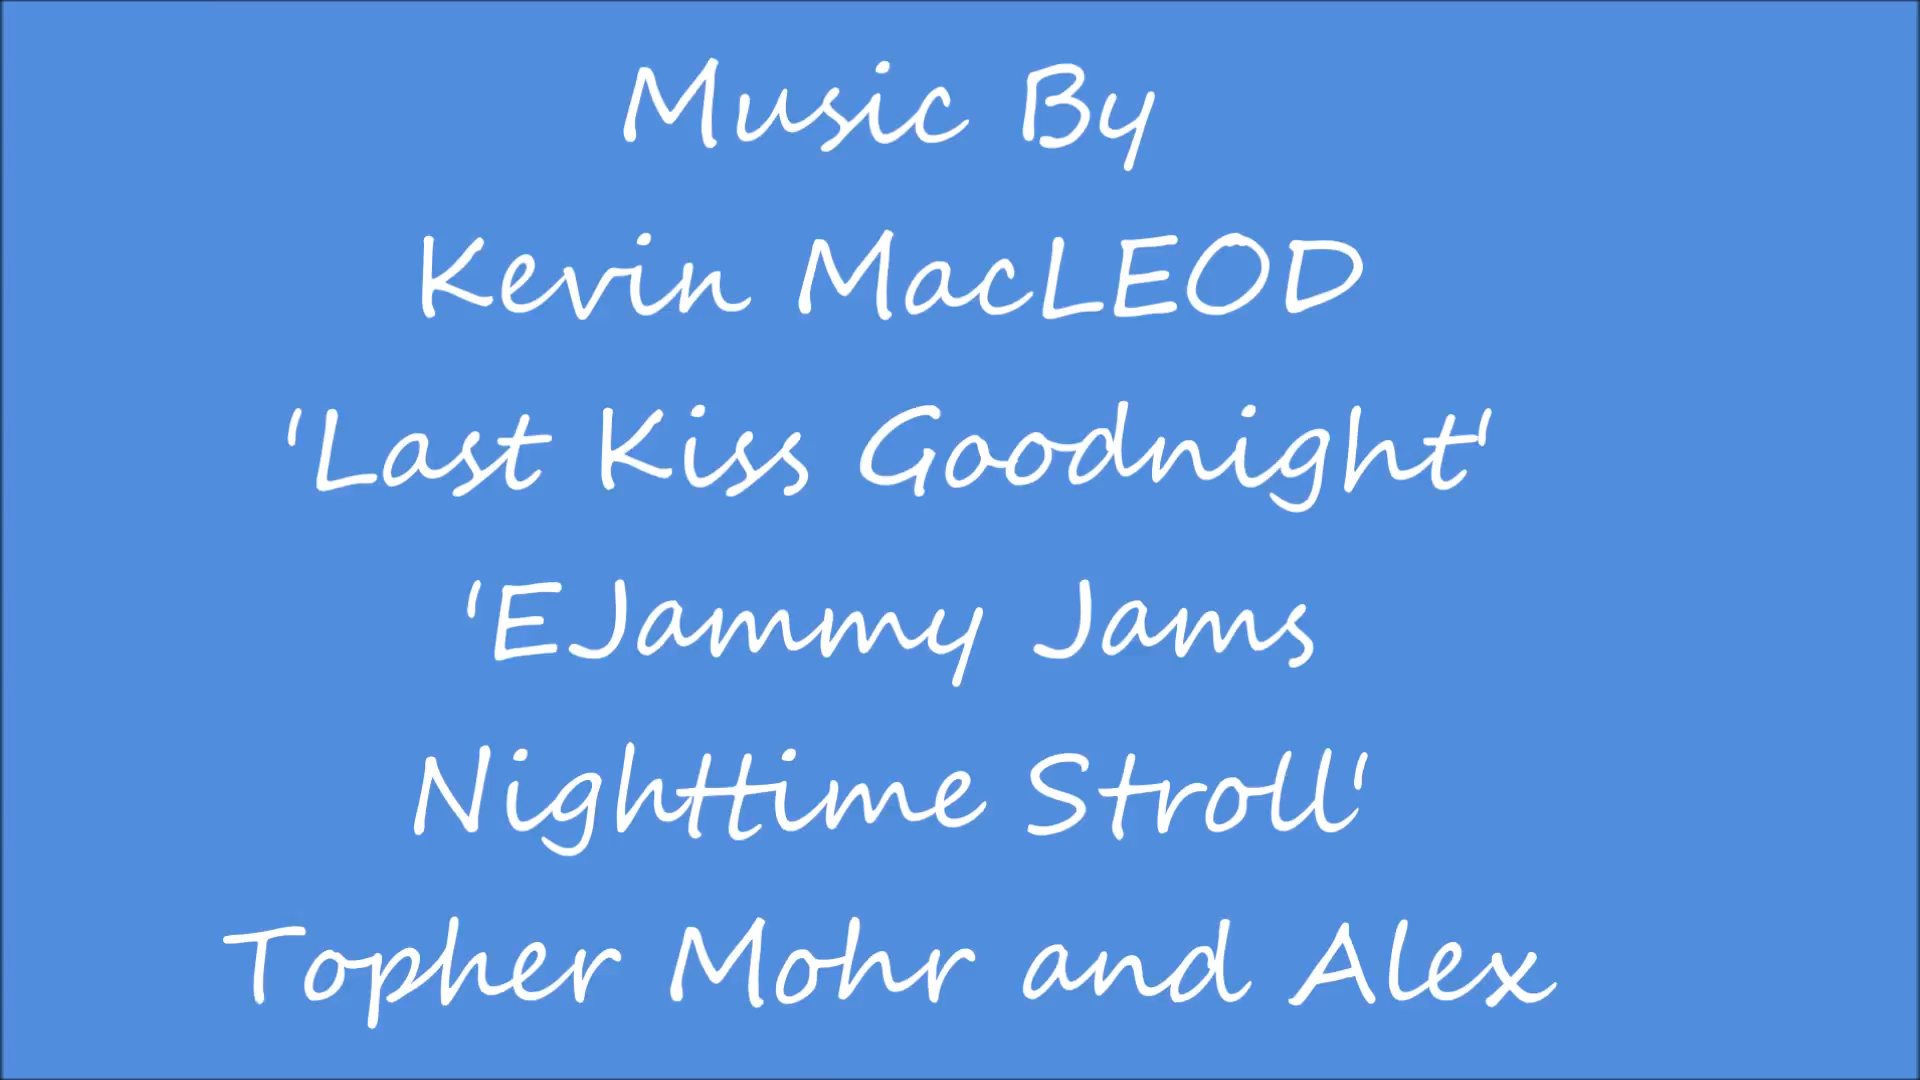 Music By
Kevin MacLEOD
'Last Kiss Goodnight'
'EJammy Jams
Nighttime Stroll'
Topher Mohr and Alex